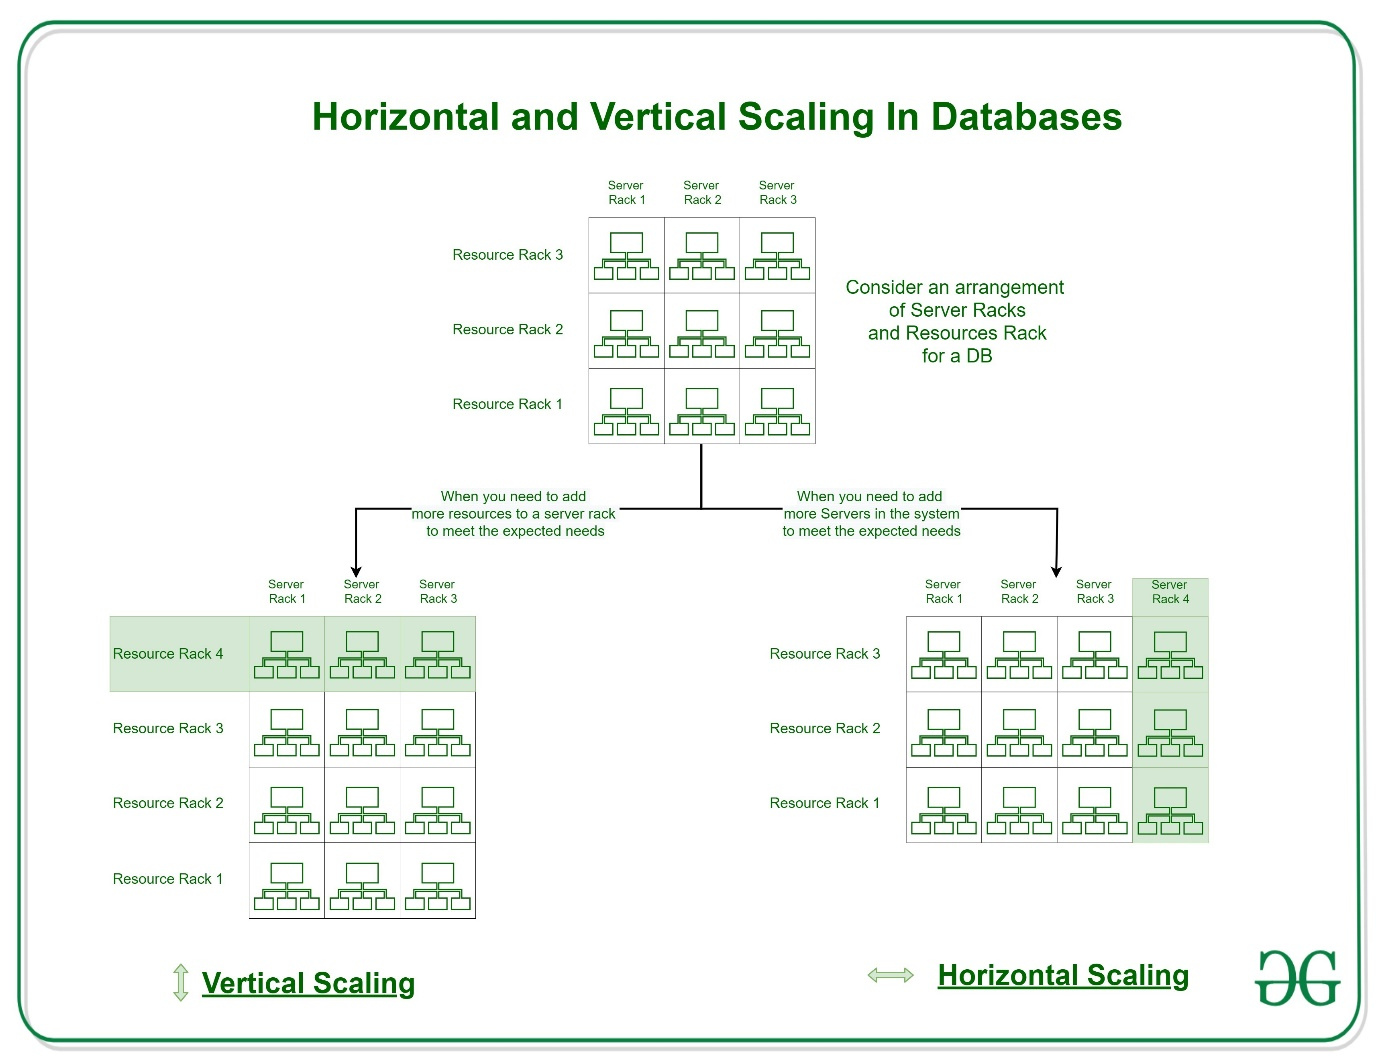 Horizontal and Vertical Scaling In Databases
Server Server Server
Rack 1 Rack 2 Rack 3
Resource Rack 3
Resource Rack 2
Resource Rack 1
Consider an arrangement
of Server Racks
and Resources Rack
for a DB
When you need to add
more resources to a server rack
to meet the expected needs
When you need to add
more Servers in the system
to meet the expected needs
Server Server Server
Rack 1 Rack 2 Rack 3
Resource Rack 4
Resource Rack 3
Resource Rack 2
Resource Rack 1
Vertical Scaling
Server Server Server Server
Rack 1 Rack 2 Rack 3 Rack 4
Resource Rack 3
Resource Rack 2
Resource Rack 1
Horizontal Scaling